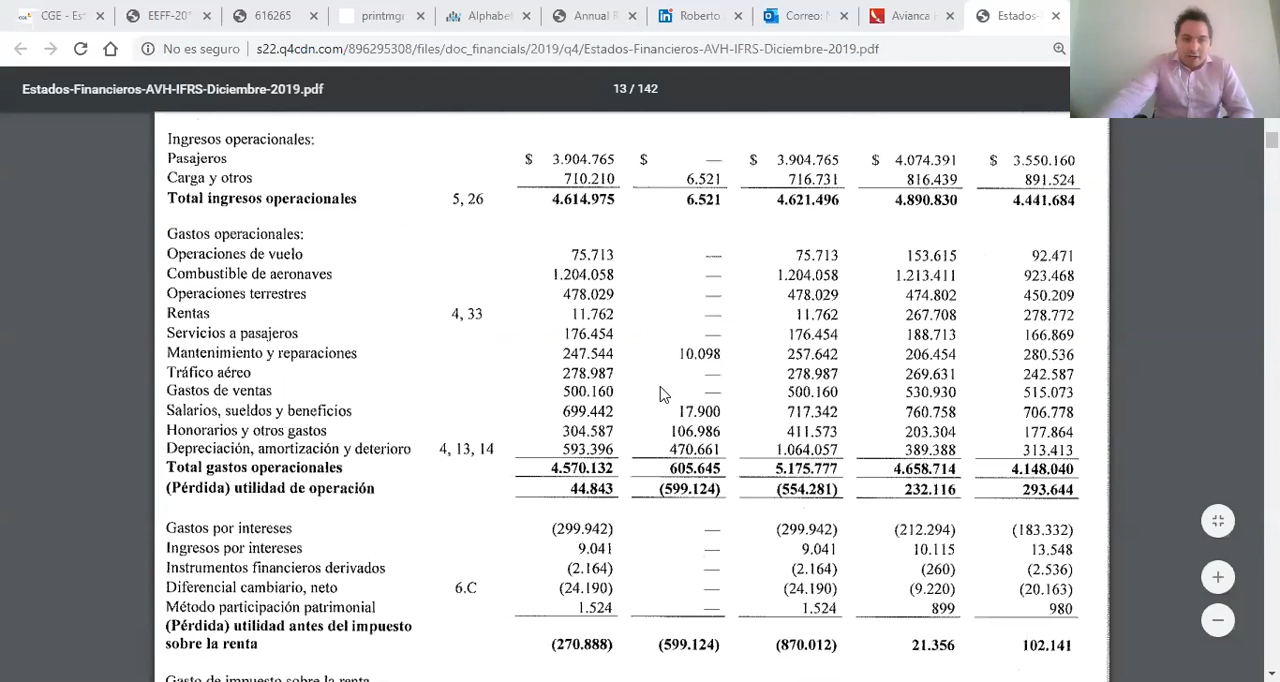 CGE - Es
EEFF-20
616265
printmgr
Alphabet
Annual R
Roberto
Correo: N
Avianca H
Estados-
No es seguro | s22.q4cdn.com/896295308/files/doc_financials/2019/q4/Estados-Financieros-AVH-IFRS-Diciembre-2019.pdf
Estados-Financieros-AVH-IFRS-Diciembre-2019.pdf 13 / 142
Ingresos operacionales:
Pasajeros $ 3.904.765 $ — $ 3.904.765 $ 4.074.391 $ 3.550.160
Carga y otros 710.210 6.521 716.731 816.439 891.524
Total ingresos operacionales 5, 26 4.614.975 6.521 4.621.496 4.890.830 4.441.684
Gastos operacionales:
Operaciones de vuelo 75.713 — 75.713 153.615 92.471
Combustible de aeronaves 1.204.058 — 1.204.058 1.213.411 923.468
Operaciones terrestres 478.029 — 478.029 474.802 450.209
Rentas 4, 33 11.762 — 11.762 267.708 278.772
Servicios a pasajeros 176.454 — 176.454 188.713 166.869
Mantenimiento y reparaciones 247.544 10.098 257.642 206.454 280.536
Tráfico aéreo 278.987 — 278.987 269.631 242.587
Gastos de ventas 500.160 — 500.160 530.930 515.073
Salarios, sueldos y beneficios 699.442 17.900 717.342 760.758 706.778
Honorarios y otros gastos 304.587 106.986 411.573 203.304 177.864
Depreciación, amortización y deterioro 4, 13, 14 593.396 470.661 1.064.057 389.388 313.413
Total gastos operacionales 4.570.132 605.645 5.175.777 4.658.714 4.148.040
(Pérdida) utilidad de operación 44.843 (599.124) (554.281) 232.116 293.644
Gastos por intereses (299.942) — (299.942) (212.294) (183.332)
Ingresos por intereses 9.041 — 9.041 10.115 13.548
Instrumentos financieros derivados (2.164) — (2.164) (260) (2.536)
Diferencial cambiario, neto 6.C (24.190) — (24.190) (9.220) (20.163)
Método participación patrimonial 1.524 — 1.524 899 980
(Pérdida) utilidad antes del impuesto
sobre la renta (270.888) (599.124) (870.012) 21.356 102.141
Gasto de impuesto sobre la renta